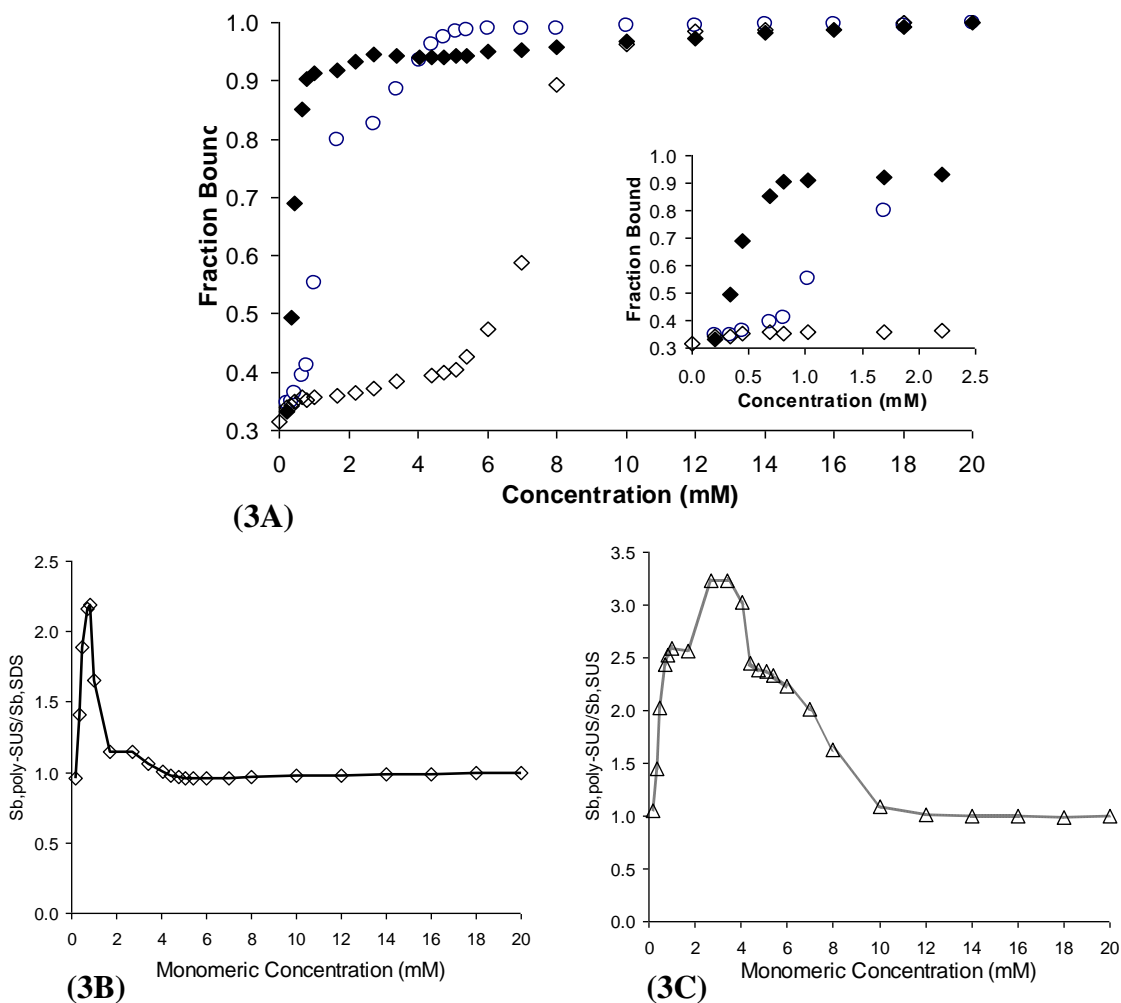 1.0
0.9
0.8
0.7
0.6
0.5
0.4
0.3
Fraction Bound
0 2 4 6 8 10 12 14 16 18 20
Concentration (mM)
1.0
0.9
0.8
0.7
0.6
0.5
0.4
0.3
Fraction Bound
0.0 0.5 1.0 1.5 2.0 2.5
Concentration (mM)
(3A)
2.5
2.0
1.5
1.0
0.5
0.0
Sb,poly-SUS/Sb,SDS
0 2 4 6 8 10 12 14 16 18 20
Monomeric Concentration (mM)
(3B)
3.5
3.0
2.5
2.0
1.5
1.0
0.5
0.0
Sb,poly-SUS/Sb,SUS
0 2 4 6 8 10 12 14 16 18 20
Monomeric Concentration (mM)
(3C)